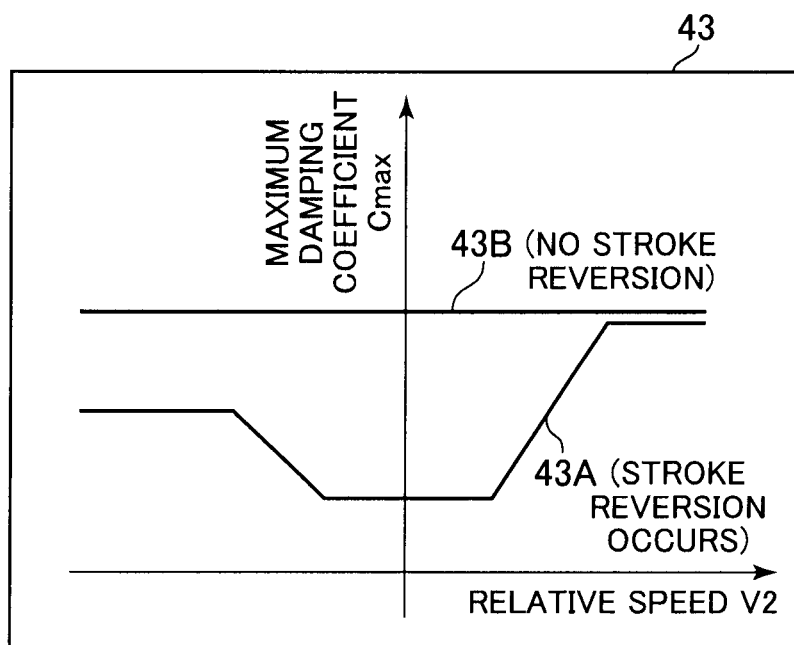 43
MAXIMUM
DAMPING
COEFFICIENT
Cmax
43B (NO STROKE
REVERSION)
43A (STROKE
REVERSION
OCCURS)
RELATIVE SPEED V2